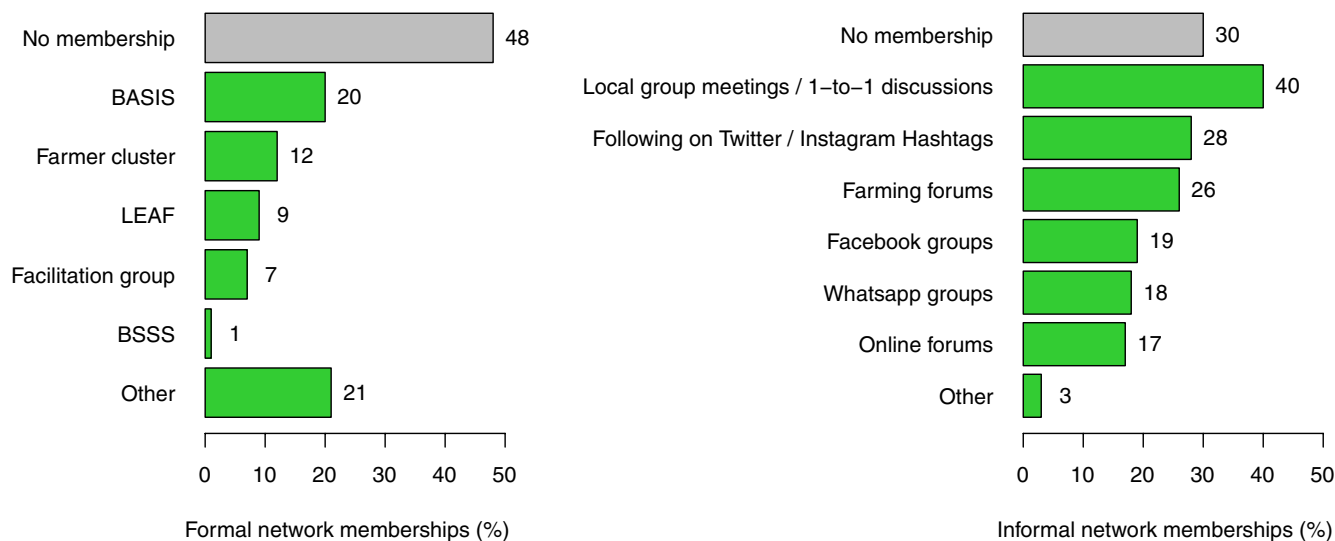 No membership 48
BASIS 20
Farmer cluster 12
LEAF 9
Facilitation group 7
BSSS 1
Other 21
0 10 20 30 40 50
Formal network memberships (%)
No membership 30
Local group meetings / 1−to−1 discussions 40
Following on Twitter / Instagram Hashtags 28
Farming forums 26
Facebook groups 19
Whatsapp groups 18
Online forums 17
Other 3
0 10 20 30 40 50
Informal network memberships (%)